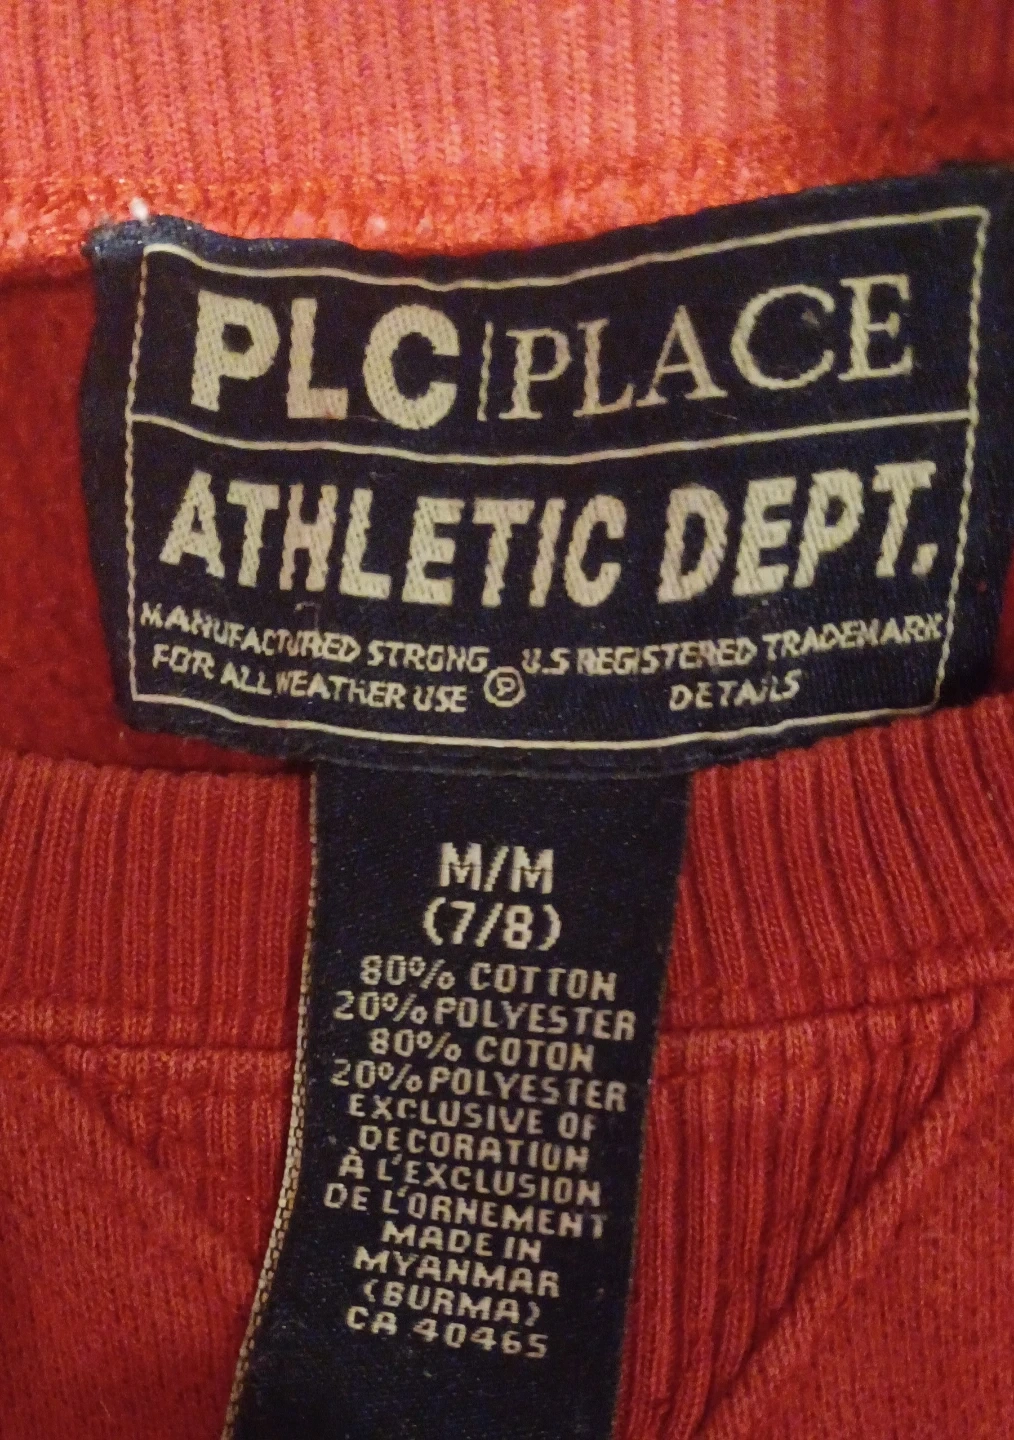 PLC|PLACE
ATHLETIC DEPT.
MANUFACTURED STRONG
FOR ALL WEATHER USE
Ⓟ
U.S REGISTERED TRADEMARK
DETAILS
M/M
(7/8)
80% COTTON
20% POLYESTER
80% COTON
20% POLYESTER
EXCLUSIVE OF
DECORATION
À L'EXCLUSION
DE L'ORNEMENT
MADE IN
MYANMAR
(BURMA)
CA 40465